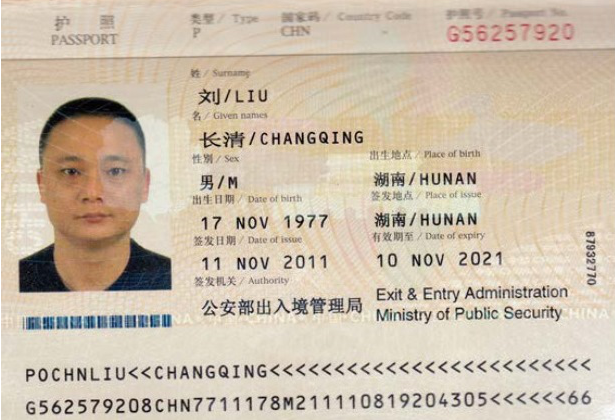 护照 类型 / Type 国家码 / Country Code 护照号 / Passport No.
PASSPORT P CHN G56257920
姓 / Surname
刘/LIU
名 / Given names
长清/CHANGQING
性别 / Sex 出生地点 / Place of birth
男/M 湖南/HUNAN
出生日期 / Date of birth 签发地点 / Place of issue
17 NOV 1977 湖南/HUNAN
签发日期 / Date of issue 有效期至 / Date of expiry
11 NOV 2011 10 NOV 2021
签发机关 / Authority
公安部出入境管理局 Exit & Entry Administration
Ministry of Public Security
87932770
POCHNLIU<<CHANGQING<<<<<<<<<<<<<<<<<<<<<<<<<
G562579208CHN7711178M211110819204305<<<<<<66